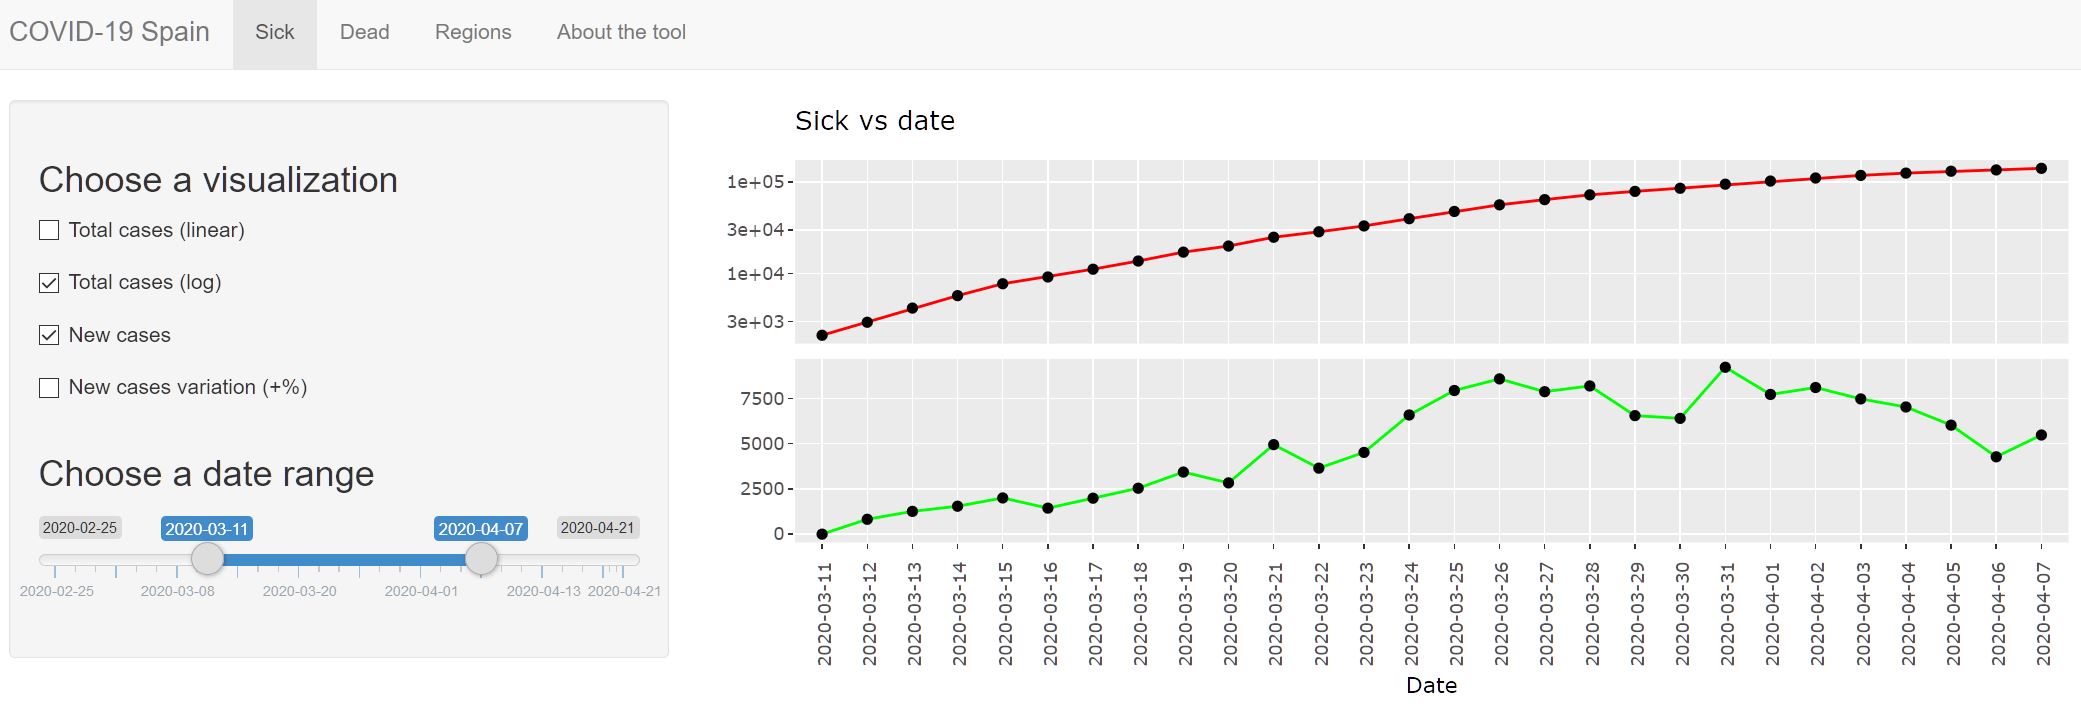 COVID-19 Spain Sick Dead Regions About the tool
Choose a visualization
Total cases (linear)
Total cases (log)
New cases
New cases variation (+%)
Choose a date range
2020-02-25 2020-03-11 2020-04-07 2020-04-21
2020-02-25 2020-03-08 2020-03-20 2020-04-01 2020-04-13 2020-04-21
Sick vs date
1e+05
3e+04
1e+04
3e+03
7500
5000
2500
0
2020-03-11
2020-03-12
2020-03-13
2020-03-14
2020-03-15
2020-03-16
2020-03-17
2020-03-18
2020-03-19
2020-03-20
2020-03-21
2020-03-22
2020-03-23
2020-03-24
2020-03-25
2020-03-26
2020-03-27
2020-03-28
2020-03-29
2020-03-30
2020-03-31
2020-04-01
2020-04-02
2020-04-03
2020-04-04
2020-04-05
2020-04-06
2020-04-07
Date